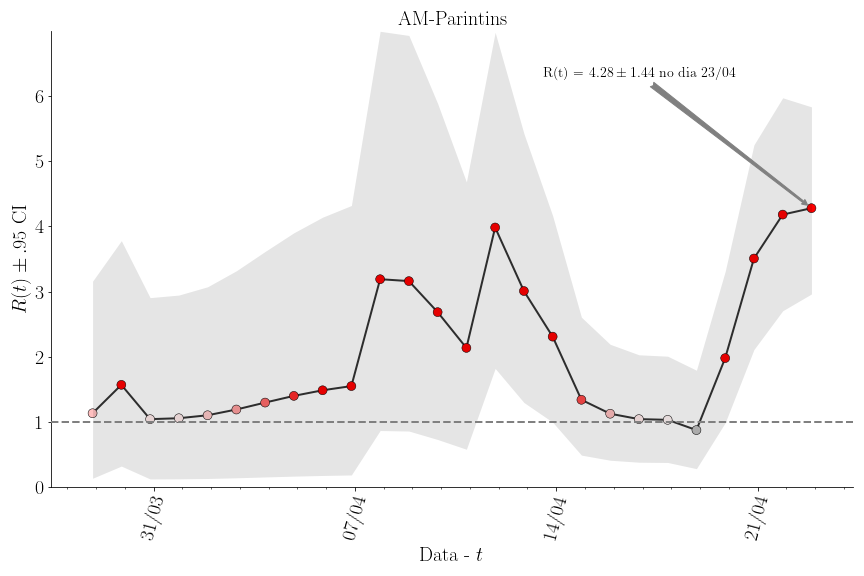 AM-Parintins
R(t) = 4.28 ± 1.44 no dia 23/04
R(t) ± .95 CI
6
5
4
3
2
1
0
31/03
07/04
14/04
21/04
Data - t